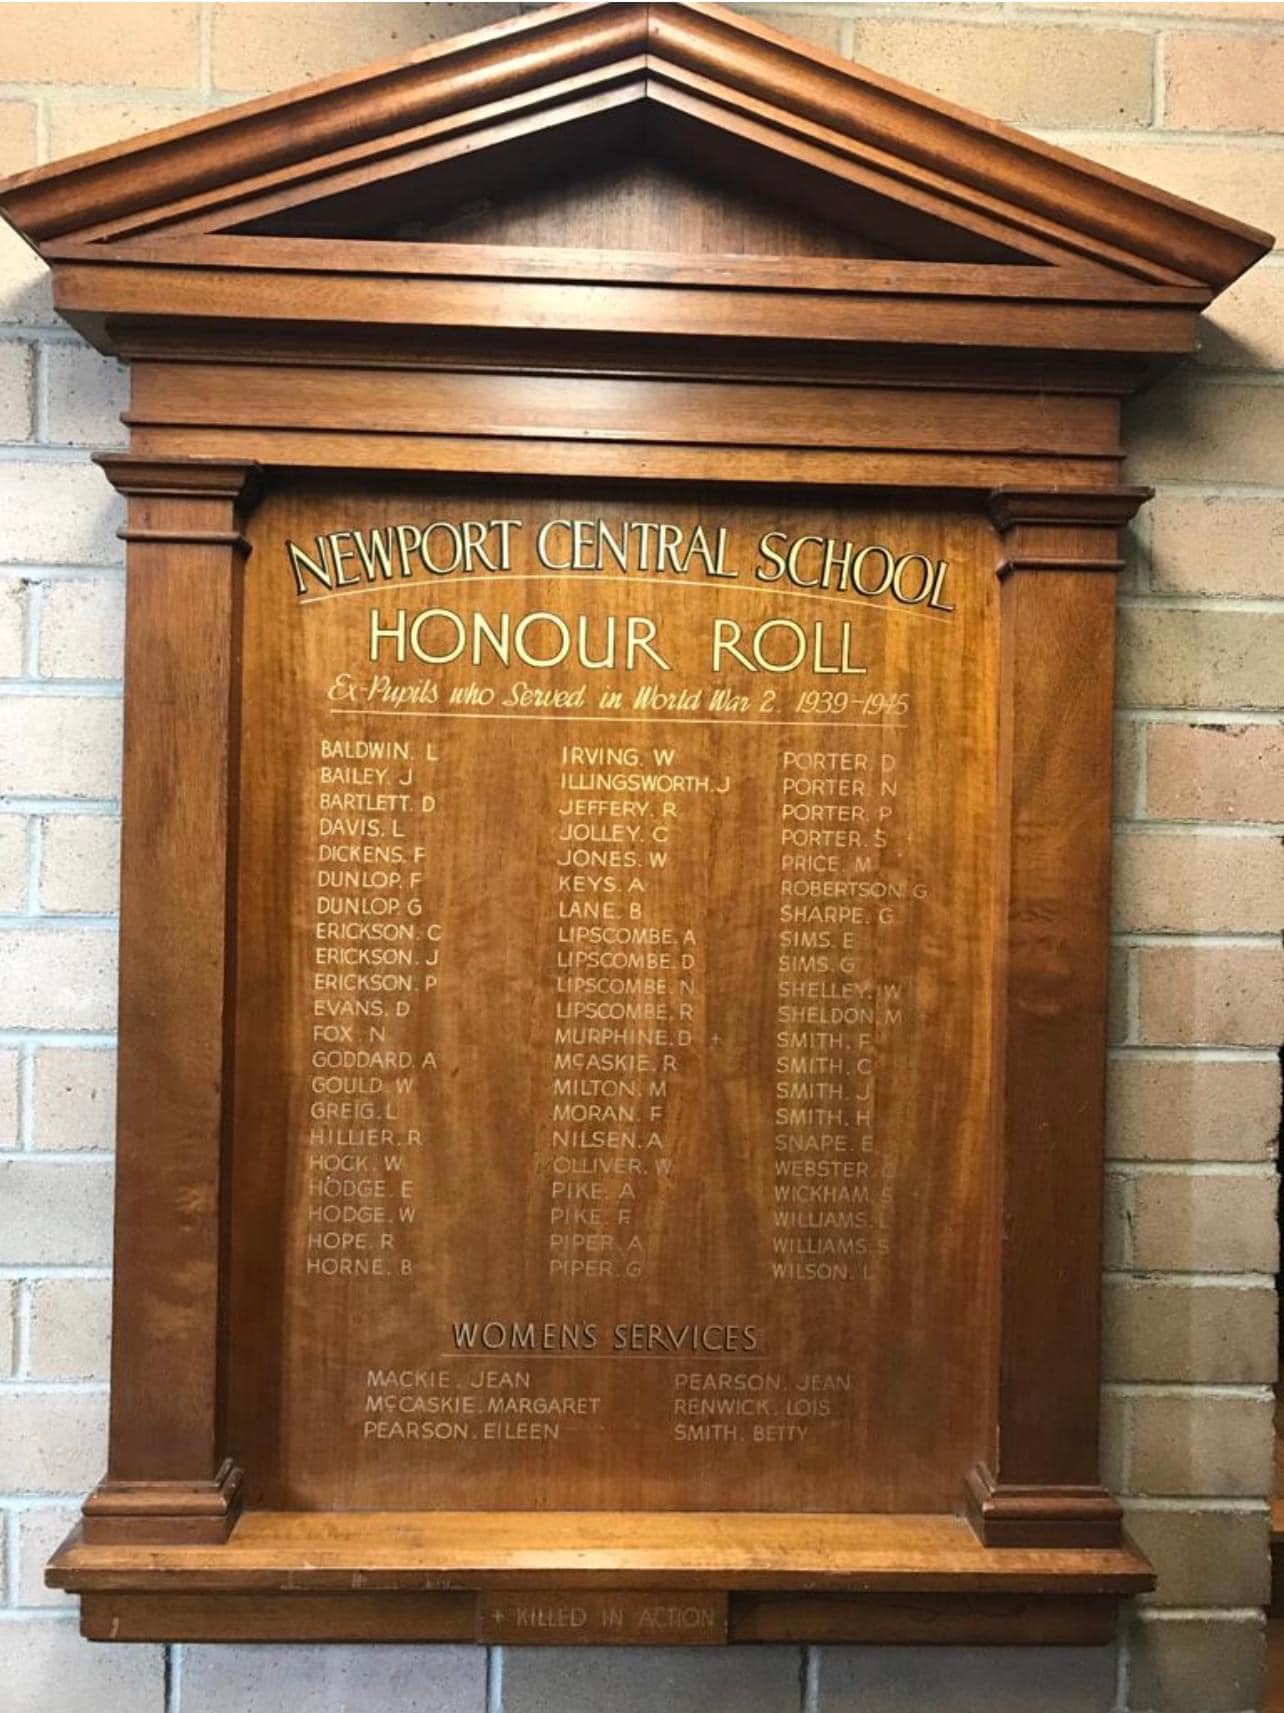 NEWPORT CENTRAL SCHOOL
HONOUR ROLL
Ex-Pupils who Served in World War 2. 1939-1945
BALDWIN. L
BAILEY. J
BARTLETT. D
DAVIS. L
DICKENS. F
DUNLOP. F
DUNLOP. G
ERICKSON. C
ERICKSON. J
ERICKSON. P
EVANS. D
FOX. N
GODDARD. A
GOULD. W
GREIG. L
HILLIER. R
HOCK. W
HODGE. E
HODGE. W
HOPE. R
HORNE. B
IRVING. W
ILLINGSWORTH. J
JEFFERY. R
JOLLEY. C
JONES. W
KEYS. A
LANE. B
LIPSCOMBE. A
LIPSCOMBE. D
LIPSCOMBE. N
LIPSCOMBE. R
MURPHINE. D +
McASKIE. R
MILTON. M
MORAN. F
NILSEN. A
OLLIVER. W
PIKE. A
PIKE. F
PIPER. A
PIPER. G
PORTER. D
PORTER. N
PORTER. P
PORTER. S +
PRICE. M
ROBERTSON. G
SHARPE. G
SIMS. E
SIMS. G
SHELLEY. W
SHELDON. M
SMITH. F
SMITH. C
SMITH. J
SMITH. H
SNAPE. E
WEBSTER.
WICKHAM. S
WILLIAMS. L
WILLIAMS. S
WILSON. L
WOMEN'S SERVICES
MACKIE. JEAN
McCASKIE. MARGARET
PEARSON. EILEEN
PEARSON. JEAN
RENWICK. LOIS
SMITH. BETTY
+ KILLED IN ACTION